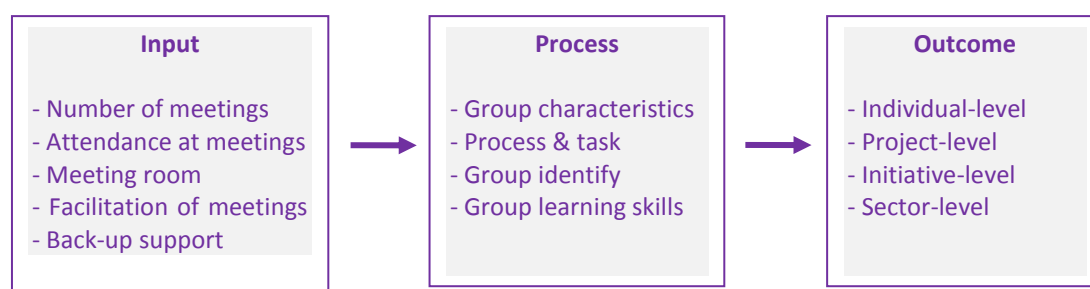 Input
- Number of meetings
- Attendance at meetings
- Meeting room
- Facilitation of meetings
- Back-up support
Process
- Group characteristics
- Process & task
- Group identify
- Group learning skills
Outcome
- Individual-level
- Project-level
- Initiative-level
- Sector-level